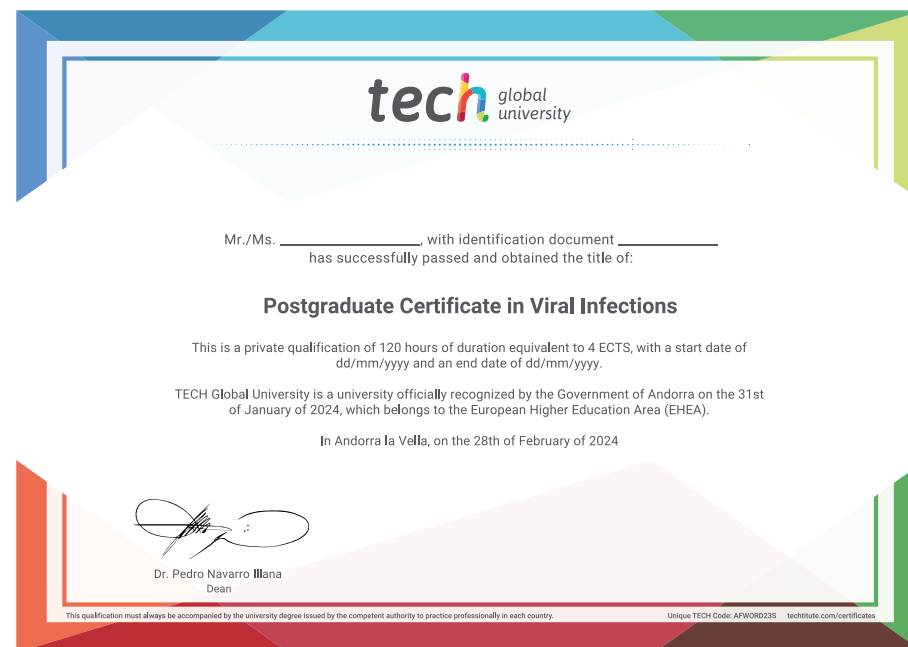 tech global university
Mr./Ms. ____________________, with identification document ______________
has successfully passed and obtained the title of:
Postgraduate Certificate in Viral Infections
This is a private qualification of 120 hours of duration equivalent to 4 ECTS, with a start date of
dd/mm/yyyy and an end date of dd/mm/yyyy.
TECH Global University is a university officially recognized by the Government of Andorra on the 31st
of January of 2024, which belongs to the European Higher Education Area (EHEA).
In Andorra la Vella, on the 28th of February of 2024
Dr. Pedro Navarro Illana
Dean
This qualification must always be accompanied by the university degree issued by the competent authority to practice professionally in each country.
Unique TECH Code: AFWORD23S techtitute.com/certificates